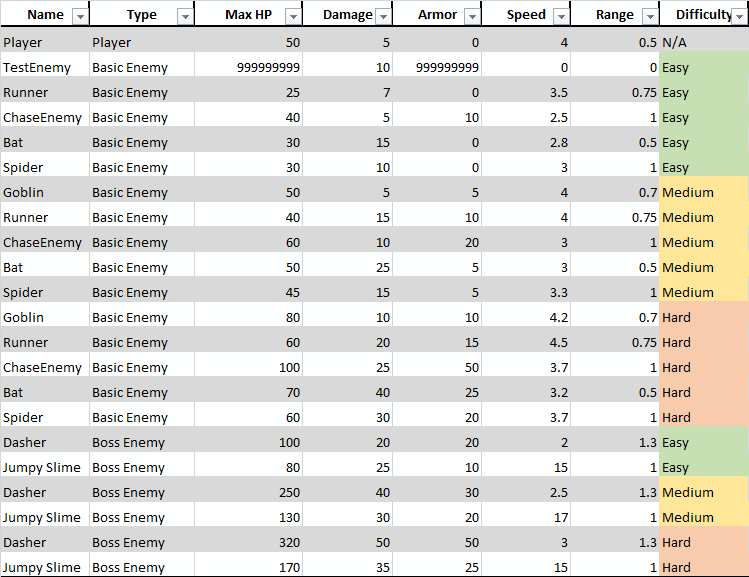 Name Type Max HP Damage Armor Speed Range Difficulty
Player Player 50 5 0 4 0.5 N/A
TestEnemy Basic Enemy 999999999 10 999999999 0 0 Easy
Runner Basic Enemy 25 7 0 3.5 0.75 Easy
ChaseEnemy Basic Enemy 40 5 10 2.5 1 Easy
Bat Basic Enemy 30 15 0 2.8 0.5 Easy
Spider Basic Enemy 30 10 0 3 1 Easy
Goblin Basic Enemy 50 5 5 4 0.7 Medium
Runner Basic Enemy 40 15 10 4 0.75 Medium
ChaseEnemy Basic Enemy 60 10 20 3 1 Medium
Bat Basic Enemy 50 25 5 3 0.5 Medium
Spider Basic Enemy 45 15 5 3.3 1 Medium
Goblin Basic Enemy 80 10 10 4.2 0.7 Hard
Runner Basic Enemy 60 20 15 4.5 0.75 Hard
ChaseEnemy Basic Enemy 100 25 50 3.7 1 Hard
Bat Basic Enemy 70 40 25 3.2 0.5 Hard
Spider Basic Enemy 60 30 20 3.7 1 Hard
Dasher Boss Enemy 100 20 20 2 1.3 Easy
Jumpy Slime Boss Enemy 80 25 10 15 1 Easy
Dasher Boss Enemy 250 40 30 2.5 1.3 Medium
Jumpy Slime Boss Enemy 130 30 20 17 1 Medium
Dasher Boss Enemy 320 50 50 3 1.3 Hard
Jumpy Slime Boss Enemy 170 35 25 15 1 Hard